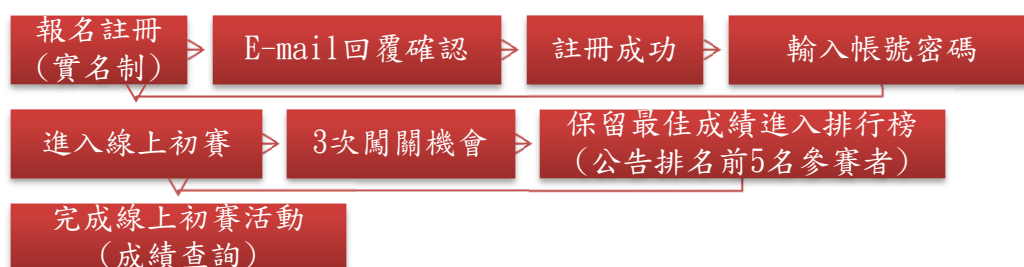 報名註冊
(實名制)
E-mail回覆確認
註冊成功
輸入帳號密碼
進入線上初賽
3次闖關機會
保留最佳成績進入排行榜
(公告排名前5名參賽者)
完成線上初賽活動
(成績查詢)